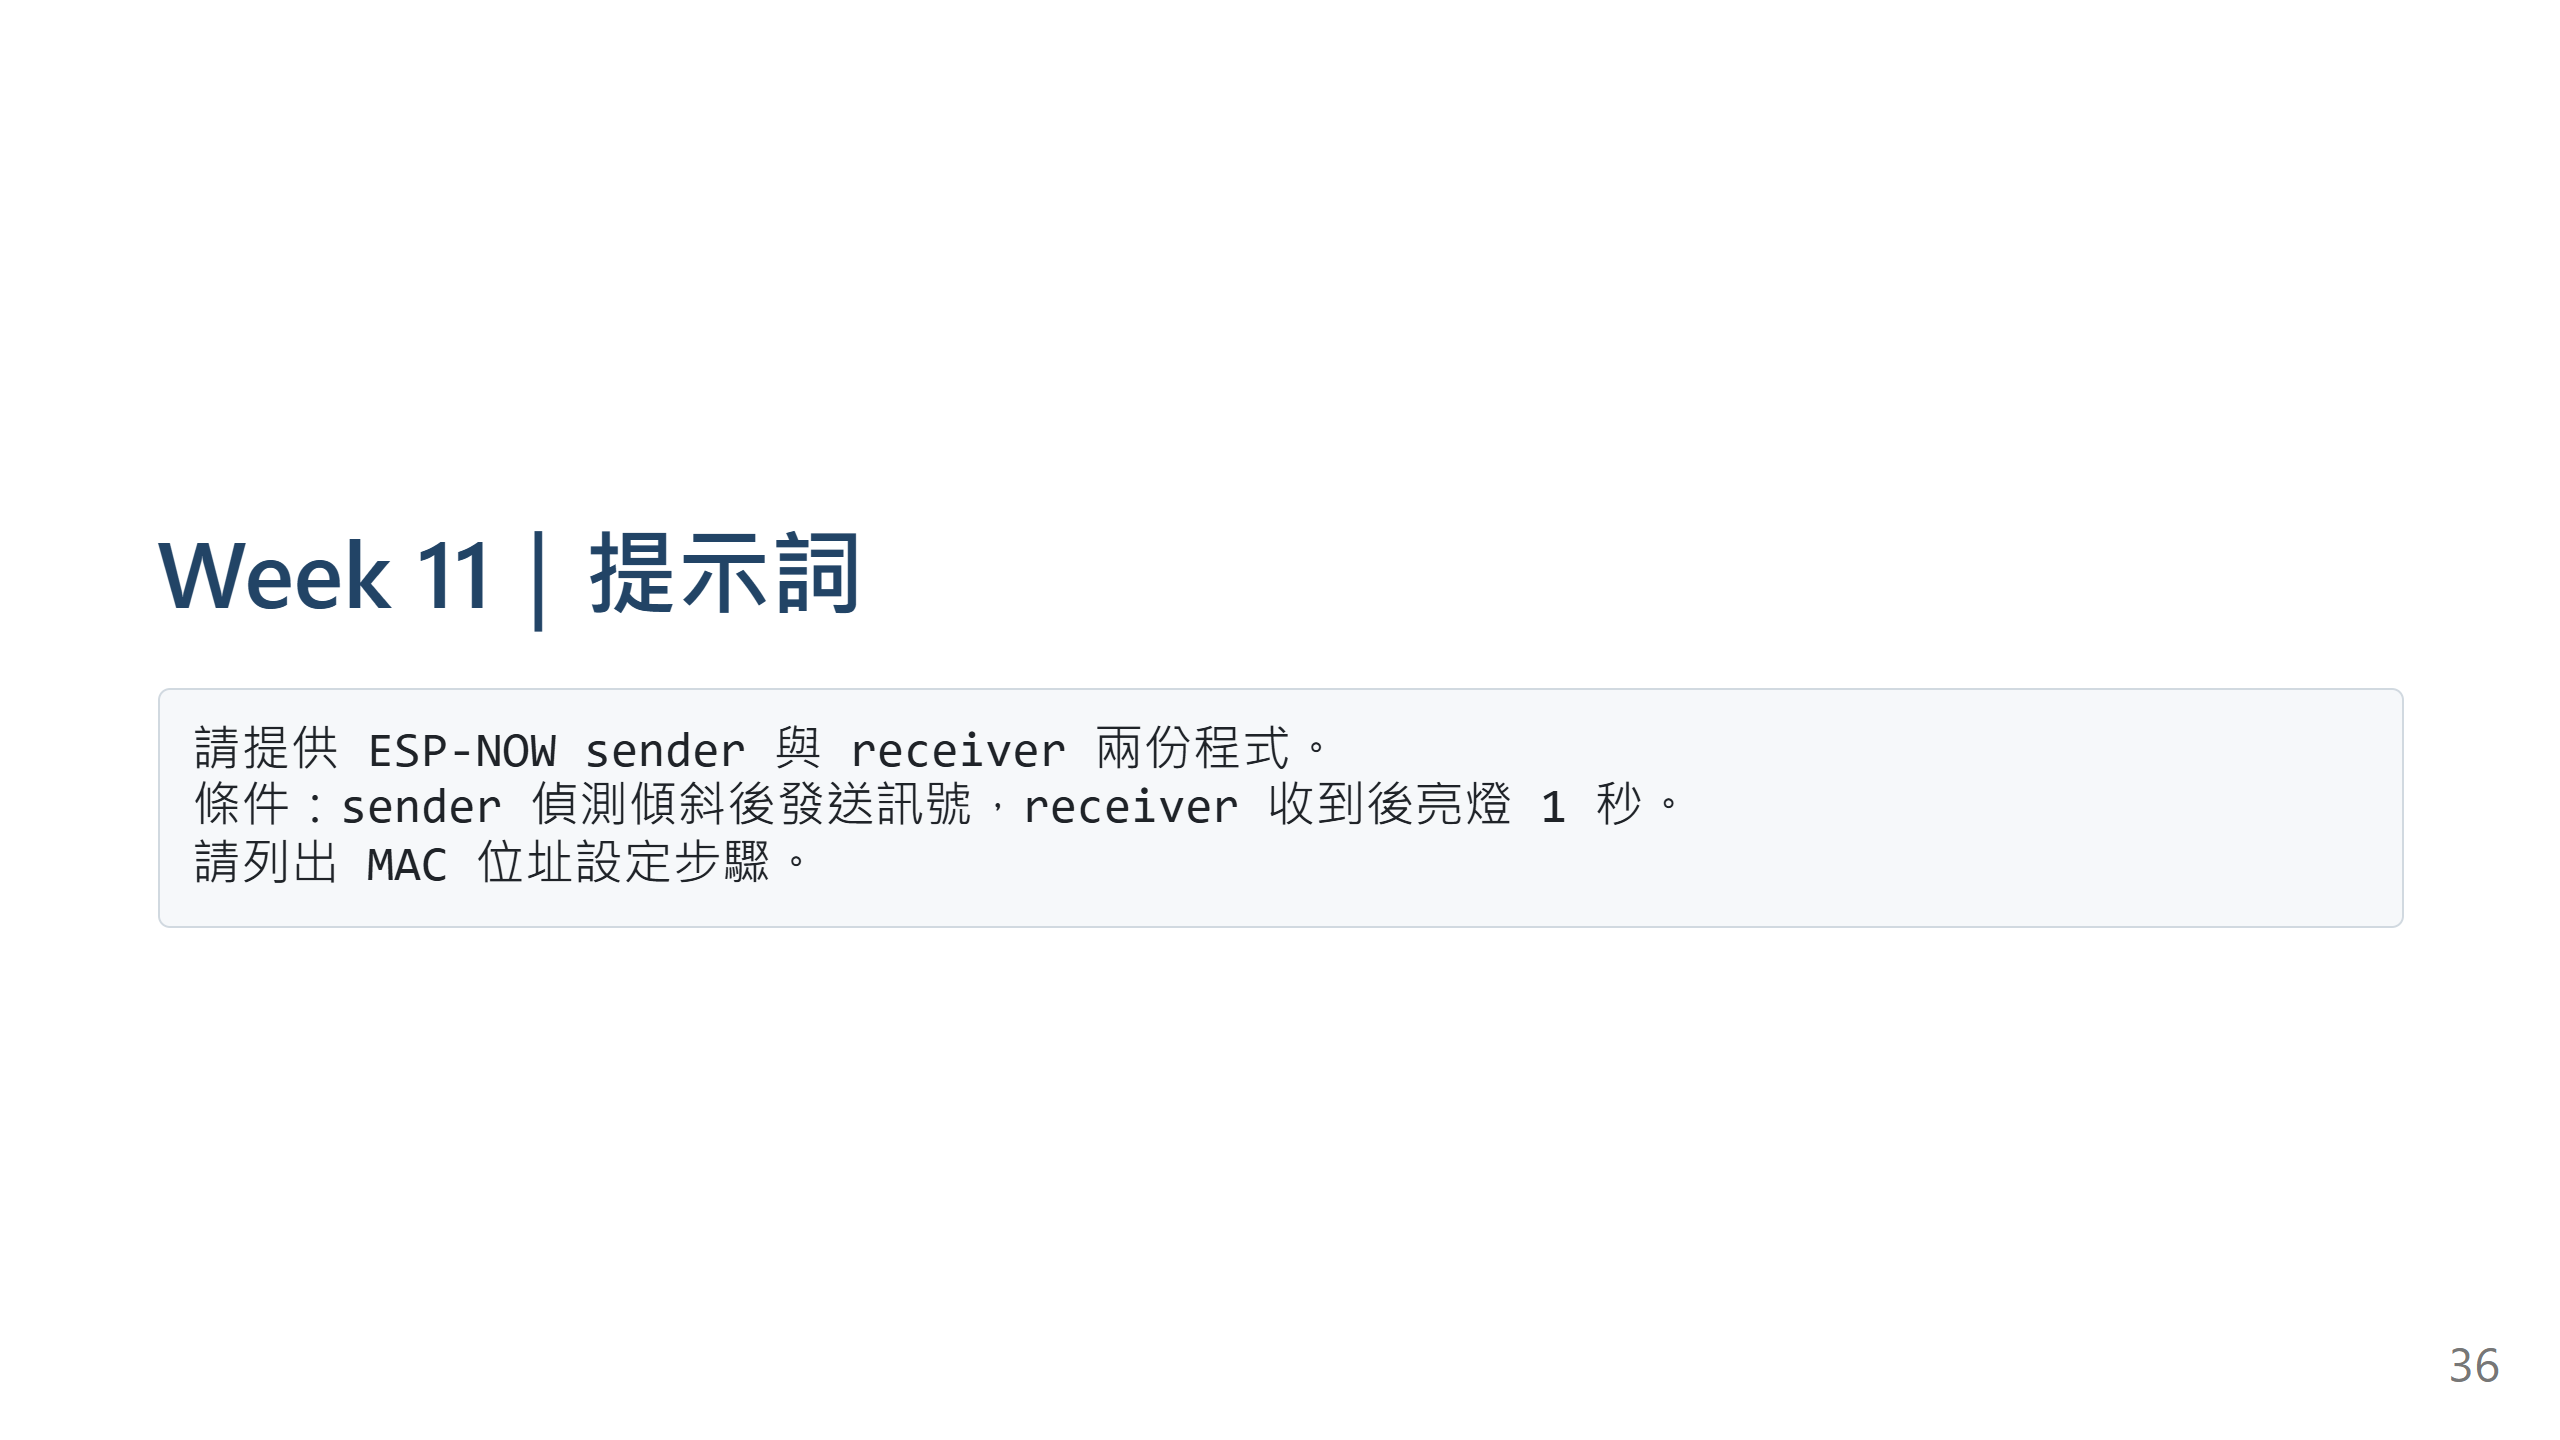 Week 11｜提示詞
請提供 ESP-NOW sender 與 receiver 兩份程式。
條件：sender 偵測傾斜後發送訊號，receiver 收到後亮燈 1 秒。
請列出 MAC 位址設定步驟。
36